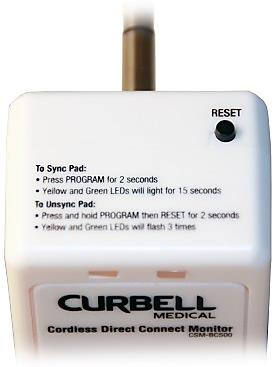 RESET
To Sync Pad:
• Press PROGRAM for 2 seconds
• Yellow and Green LEDs will light for 15 seconds
To Unsync Pad:
• Press and hold PROGRAM then RESET for 2 seconds
• Yellow and Green LEDs will flash 3 times
CURBELL
MEDICAL
Cordless Direct Connect Monitor
CSM-BC500